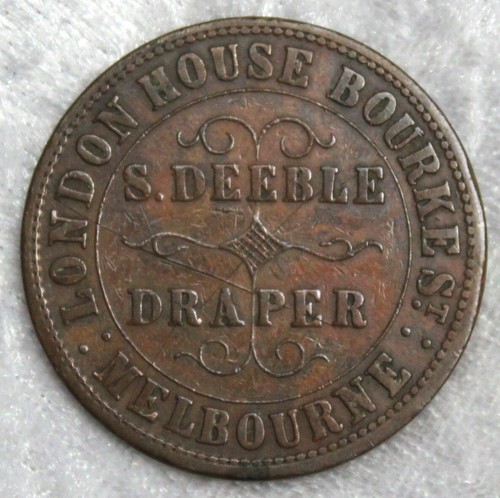 LONDON HOUSE BOURKE ST.
S. DEEBLE
DRAPER
· MELBOURNE ·